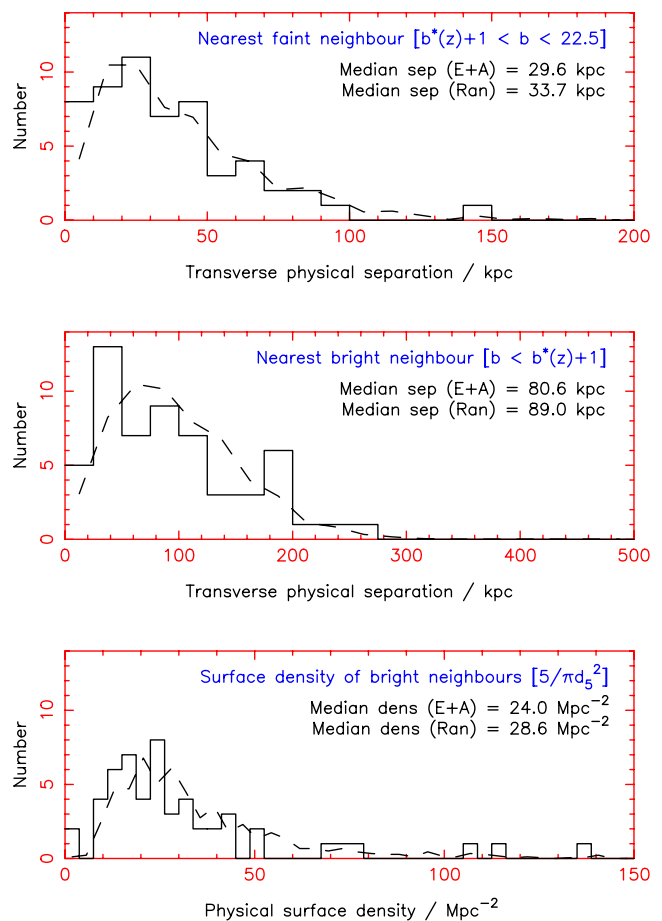 Nearest faint neighbour [b*(z)+1 < b < 22.5]
Median sep (E+A) = 29.6 kpc
Median sep (Ran) = 33.7 kpc
Number
10
5
0
0 50 100 150 200
Transverse physical separation / kpc
Nearest bright neighbour [b < b*(z)+1]
Median sep (E+A) = 80.6 kpc
Median sep (Ran) = 89.0 kpc
Number
10
5
0
0 100 200 300 400 500
Transverse physical separation / kpc
Surface density of bright neighbours [5/πd₅²]
Median dens (E+A) = 24.0 Mpc⁻²
Median dens (Ran) = 28.6 Mpc⁻²
Number
10
5
0
0 50 100 150
Physical surface density / Mpc⁻²